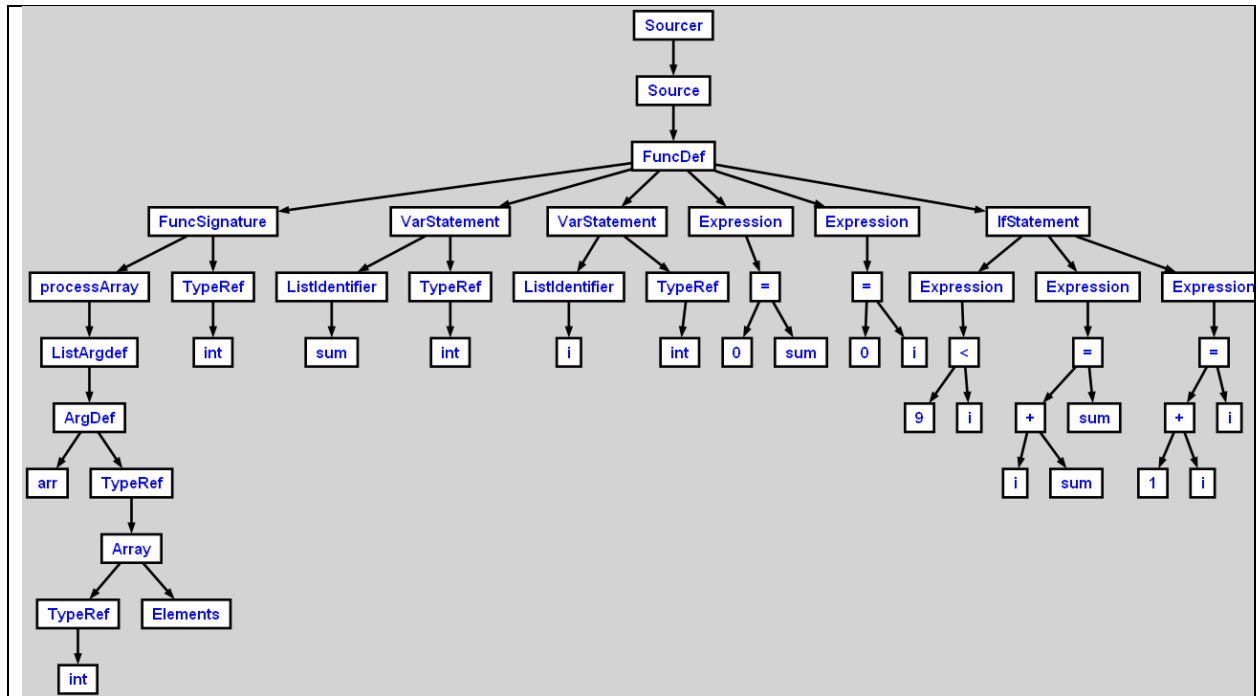 Sourcer
Source
FuncDef
FuncSignature VarStatement VarStatement Expression Expression IfStatement
processArray TypeRef ListIdentifier TypeRef ListIdentifier TypeRef = = Expression Expression Expression
ListArgdef int sum int i int 0 sum 0 i < = =
ArgDef 9 i + sum + i
arr TypeRef i sum 1 i
Array
TypeRef Elements
int